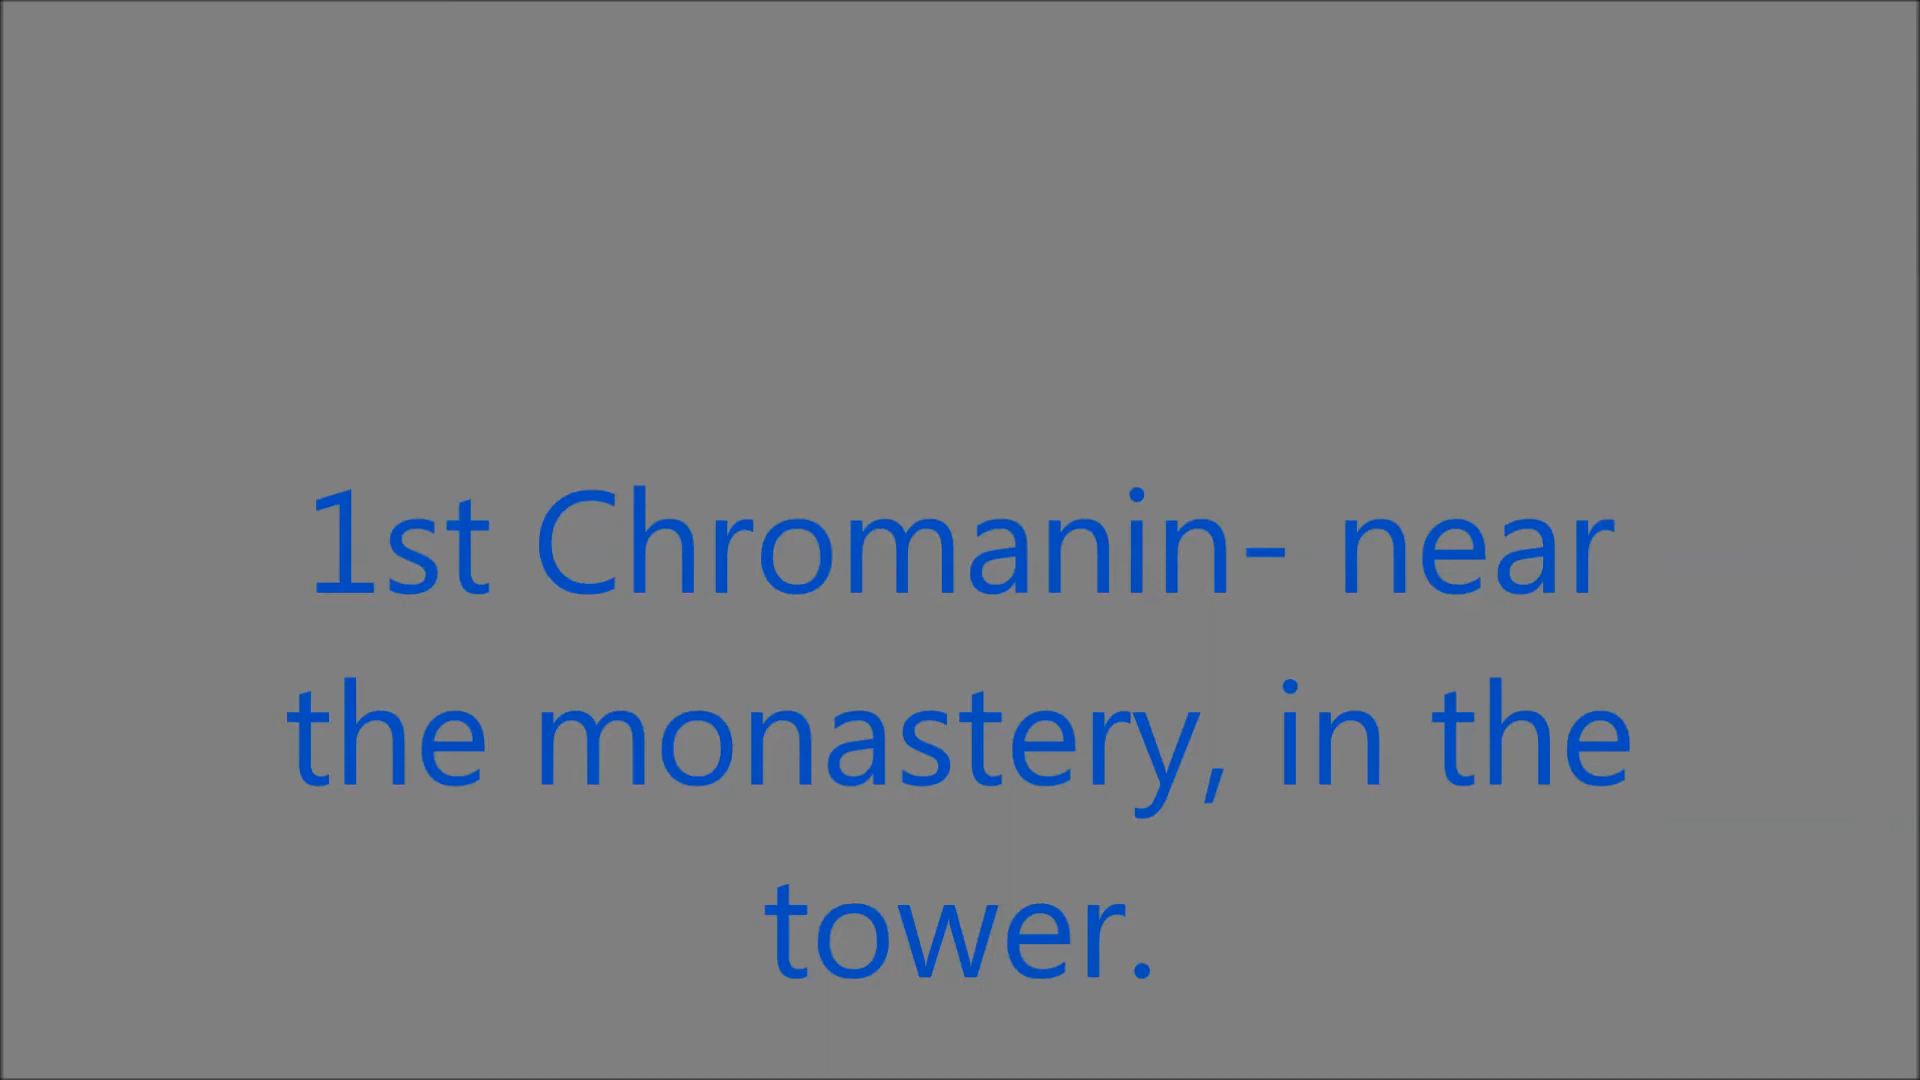 1st Chromanin- near
the monastery, in the
tower.